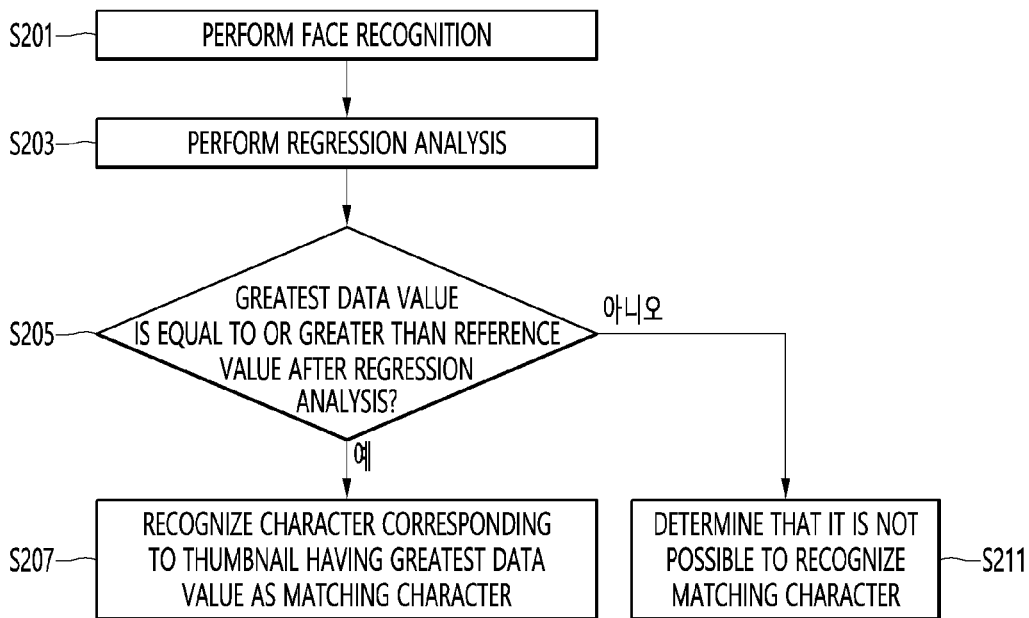 S201
PERFORM FACE RECOGNITION
S203
PERFORM REGRESSION ANALYSIS
S205
GREATEST DATA VALUE
IS EQUAL TO OR GREATER THAN REFERENCE
VALUE AFTER REGRESSION
ANALYSIS?
아니오
예
S207
RECOGNIZE CHARACTER CORRESPONDING
TO THUMBNAIL HAVING GREATEST DATA
VALUE AS MATCHING CHARACTER
DETERMINE THAT IT IS NOT
POSSIBLE TO RECOGNIZE
MATCHING CHARACTER
S211